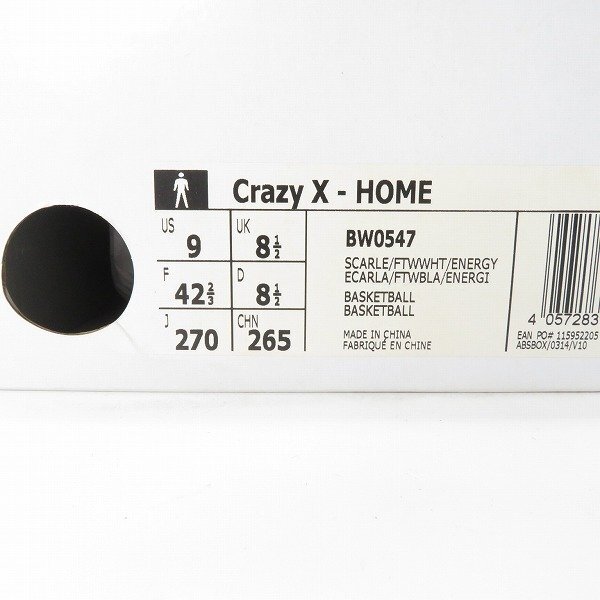 Crazy X - HOME
US 9 UK 8½
F 42⅔ D 8½
J 270 CHN 265
BW0547
SCARLE/FTWWHT/ENERGY
ECARLA/FTWBLA/ENERGI
BASKETBALL
BASKETBALL
MADE IN CHINA
FABRIQUÉ EN CHINE
4 057283
EAN PO# 115952205
ABSBOX/0314/V10